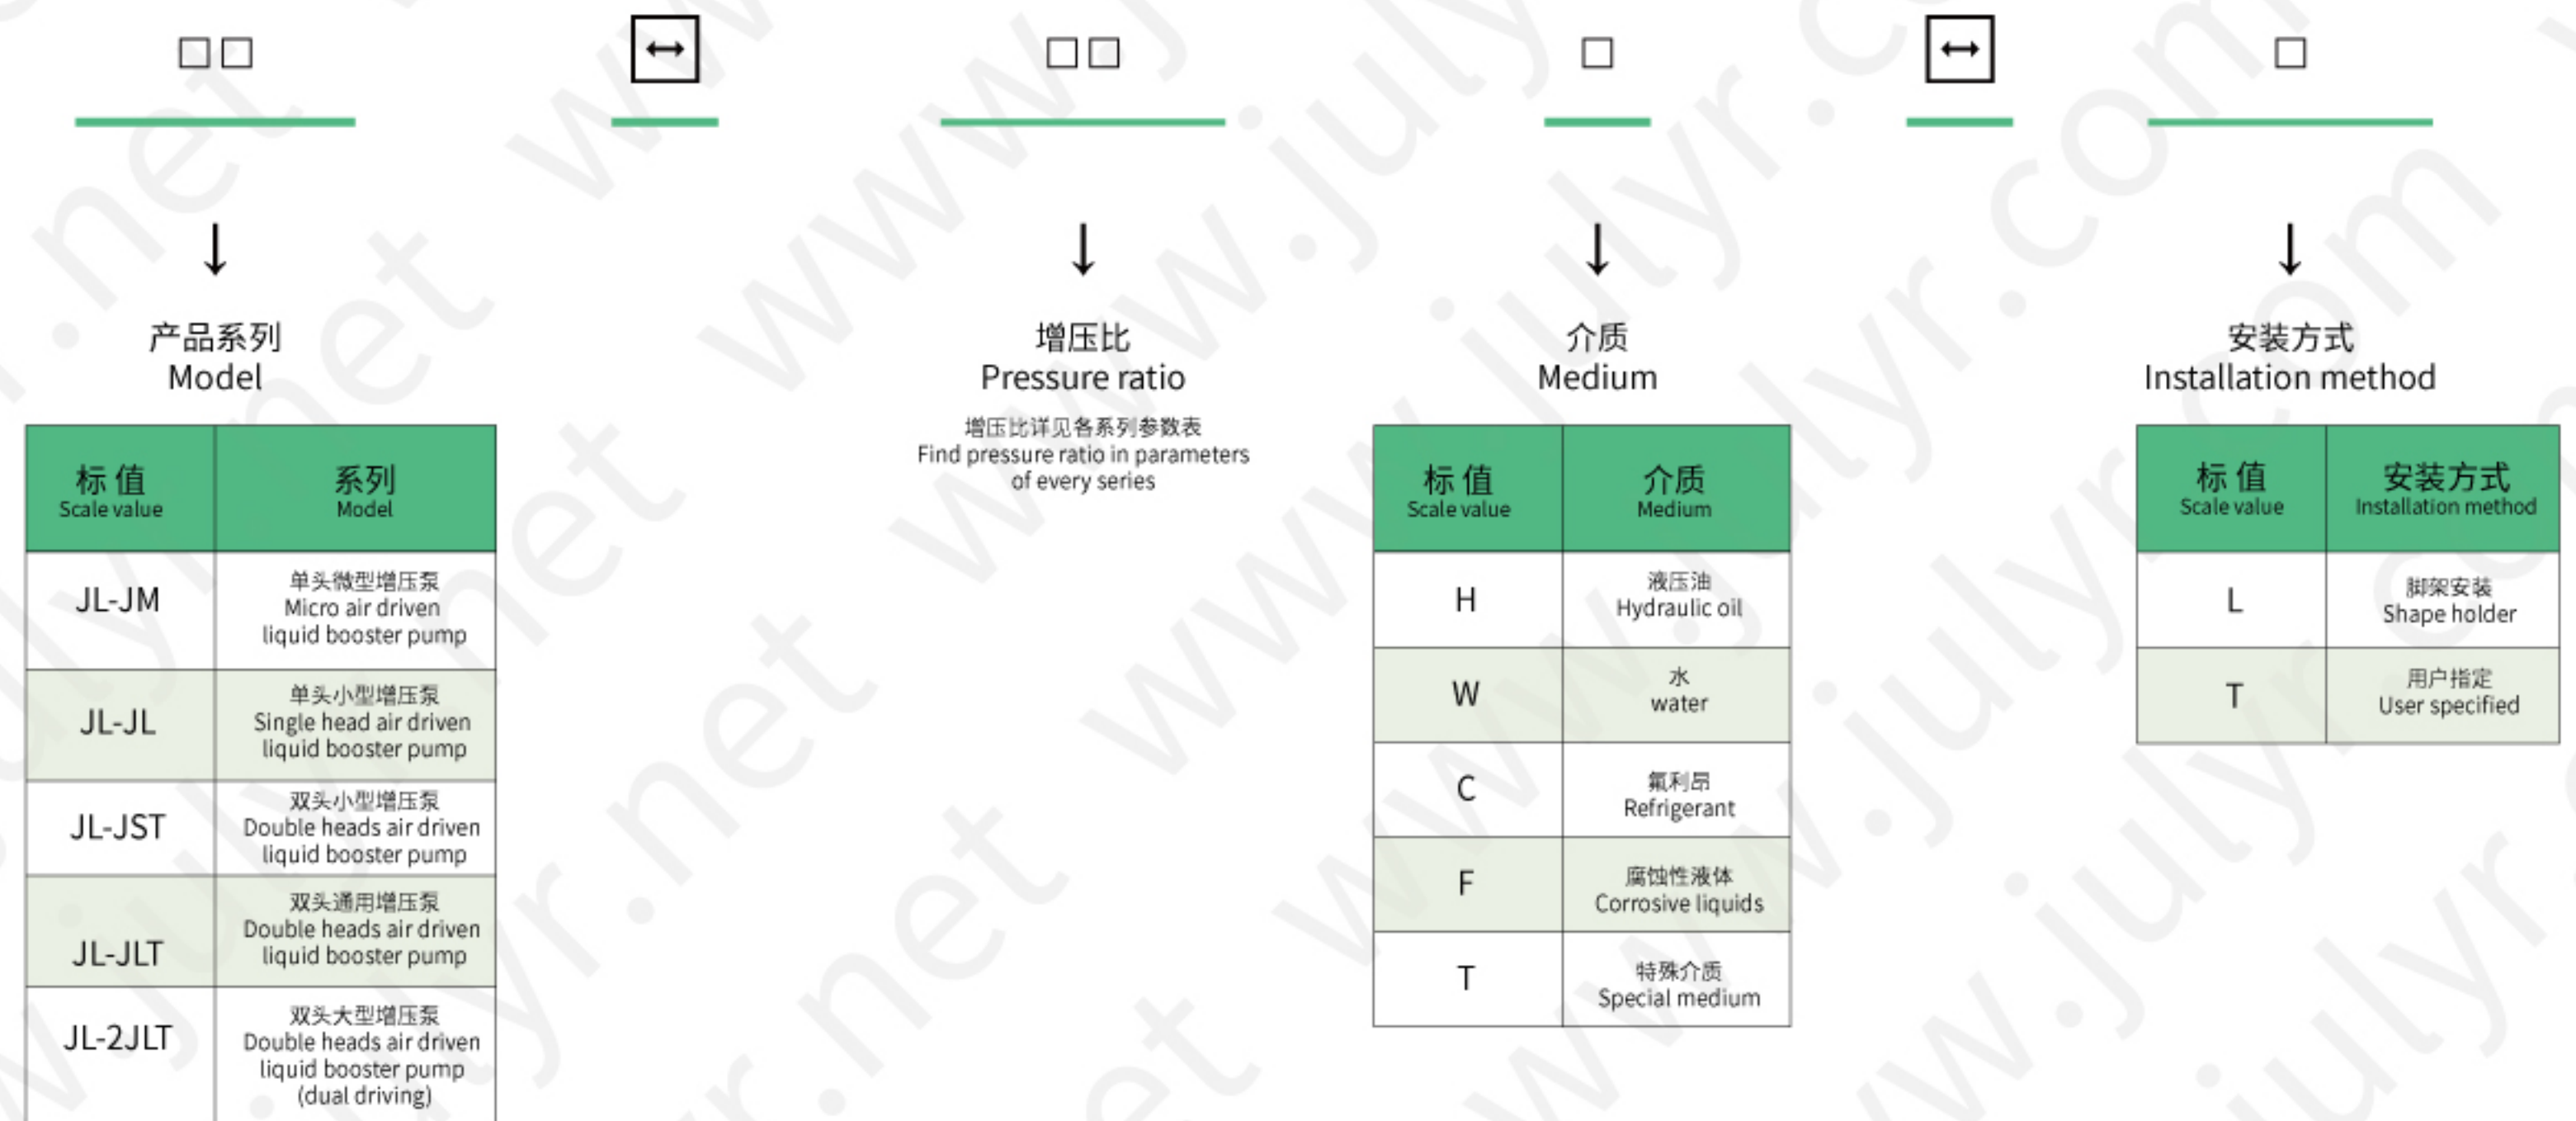 □□
↔
□□
□
↔
□
产品系列
Model
增压比
Pressure ratio
介质
Medium
安装方式
Installation method
增压比详见各系列参数表
Find pressure ratio in parameters
of every series
标 值
Scale value
系列
Model
JL-JM
单头微型增压泵
Micro air driven
liquid booster pump
JL-JL
单头小型增压泵
Single head air driven
liquid booster pump
JL-JST
双头小型增压泵
Double heads air driven
liquid booster pump
JL-JLT
双头通用增压泵
Double heads air driven
liquid booster pump
JL-2JLT
双头大型增压泵
Double heads air driven
liquid booster pump
(dual driving)
标 值
Scale value
介质
Medium
H
液压油
Hydraulic oil
W
水
water
C
氟利昂
Refrigerant
F
腐蚀性液体
Corrosive liquids
T
特殊介质
Special medium
标 值
Scale value
安装方式
Installation method
L
脚架安装
Shape holder
T
用户指定
User specified
www.julyr.net
www.julyr.com